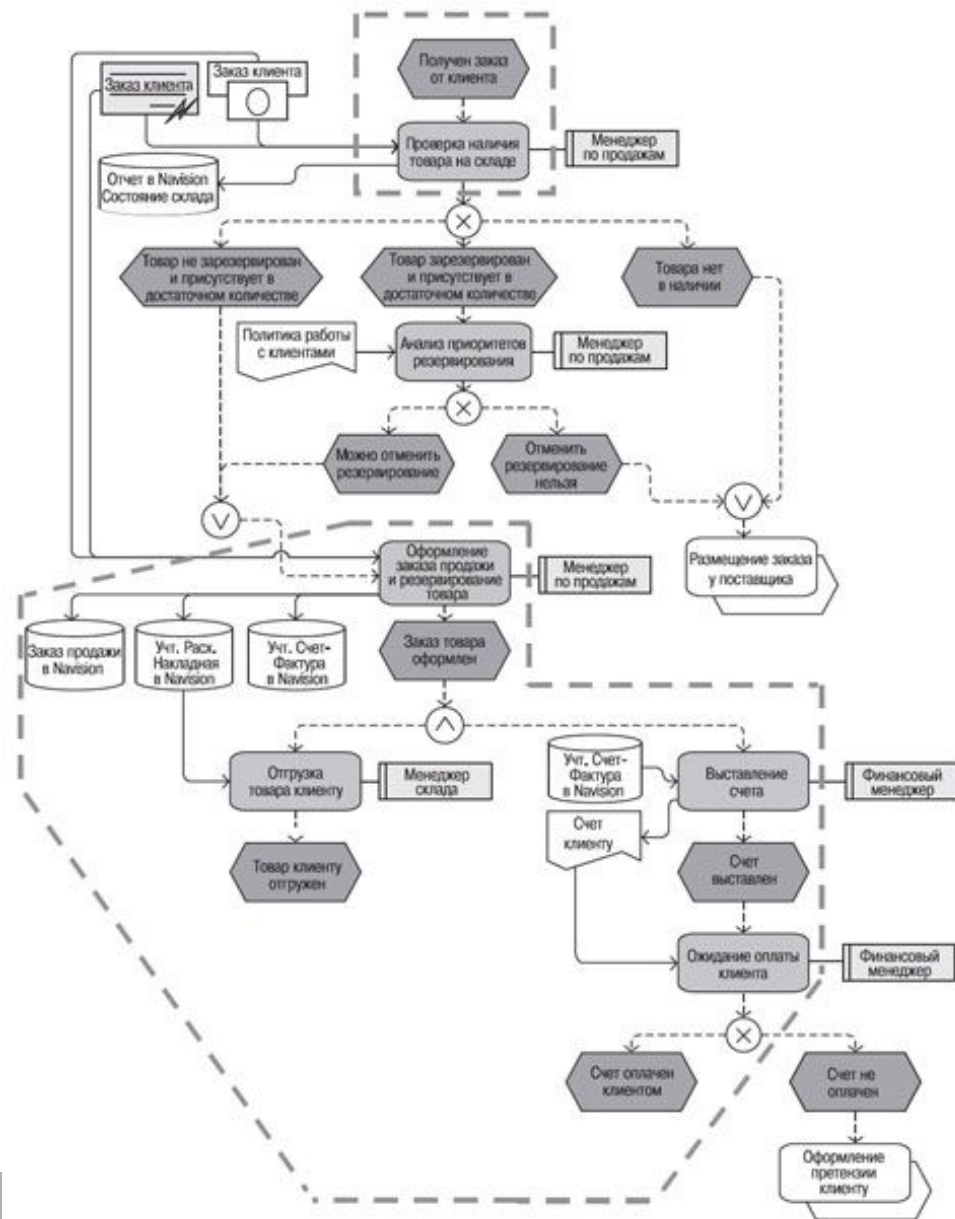 Получен заказ
от клиента
Заказ клиента
Заказ клиента
Проверка наличия
товара на складе
Менеджер
по продажам
Отчет в Navision
Состояние склада
Товар не зарезервирован
и присутствует в
достаточном количестве
Товар зарезервирован
и присутствует в
достаточном количестве
Товара нет
в наличии
Политика работы
с клиентами
Анализ приоритетов
резервирования
Менеджер
по продажам
Можно отменить
резервирование
Отменить
резервирование
нельзя
Размещение заказа
у поставщика
Оформление
заказа продажи
и резервирование
товара
Менеджер
по продажам
Заказ продажи
в Navision
Учт. Расх.
Накладная
в Navision
Учт. Счет-
Фактура
в Navision
Заказ товара
оформлен
Отгрузка
товара клиенту
Менеджер
склада
Учт. Счет-
Фактура
в Navision
Выставление
счета
Финансовый
менеджер
Счет
клиенту
Товар клиенту
отгружен
Счет
выставлен
Ожидание оплаты
клиента
Финансовый
менеджер
Счет оплачен
клиентом
Счет не
оплачен
Оформление
претензии
клиенту